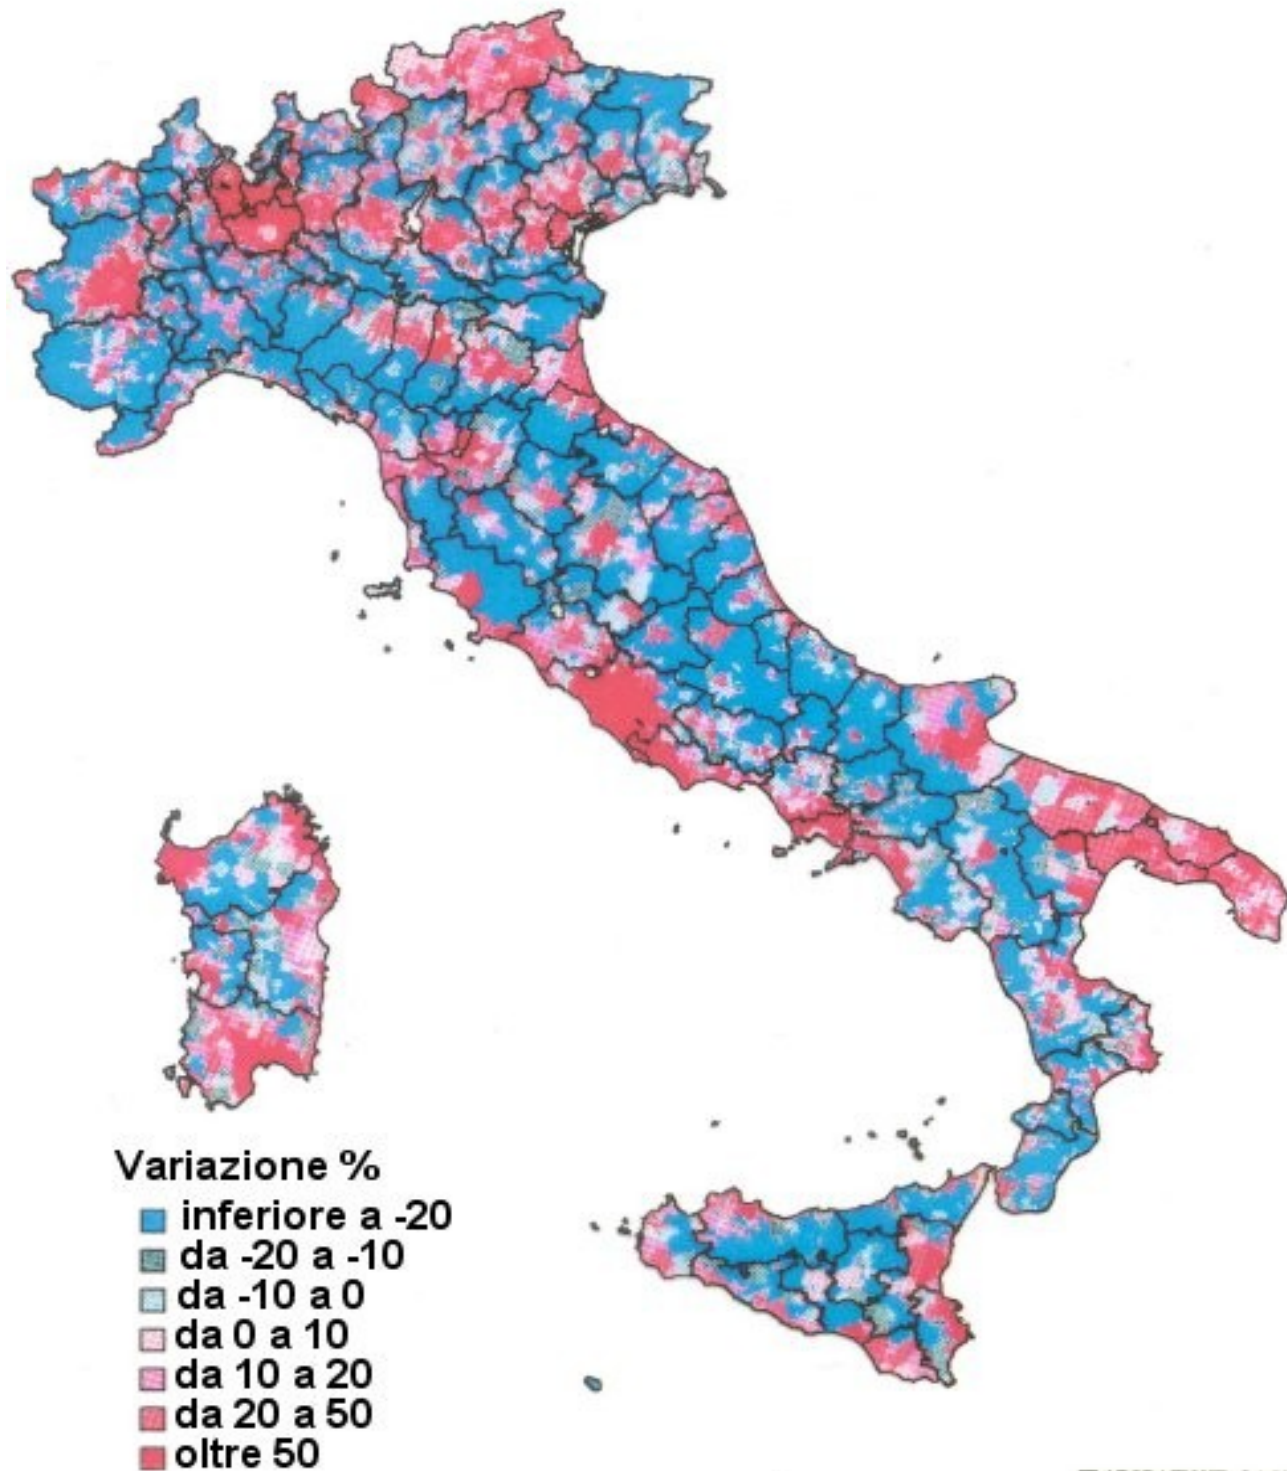 Variazione %
inferiore a -20
da -20 a -10
da -10 a 0
da 0 a 10
da 10 a 20
da 20 a 50
oltre 50